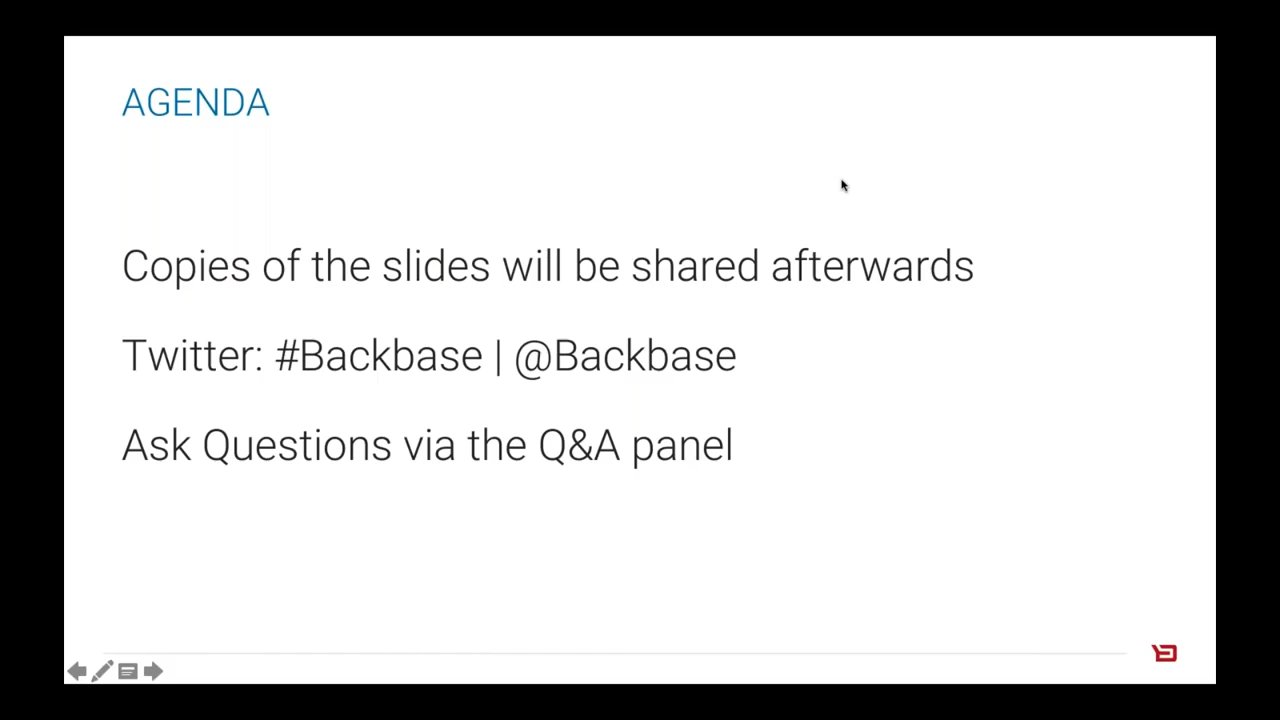 AGENDA
Copies of the slides will be shared afterwards
Twitter: #Backbase | @Backbase
Ask Questions via the Q&A panel